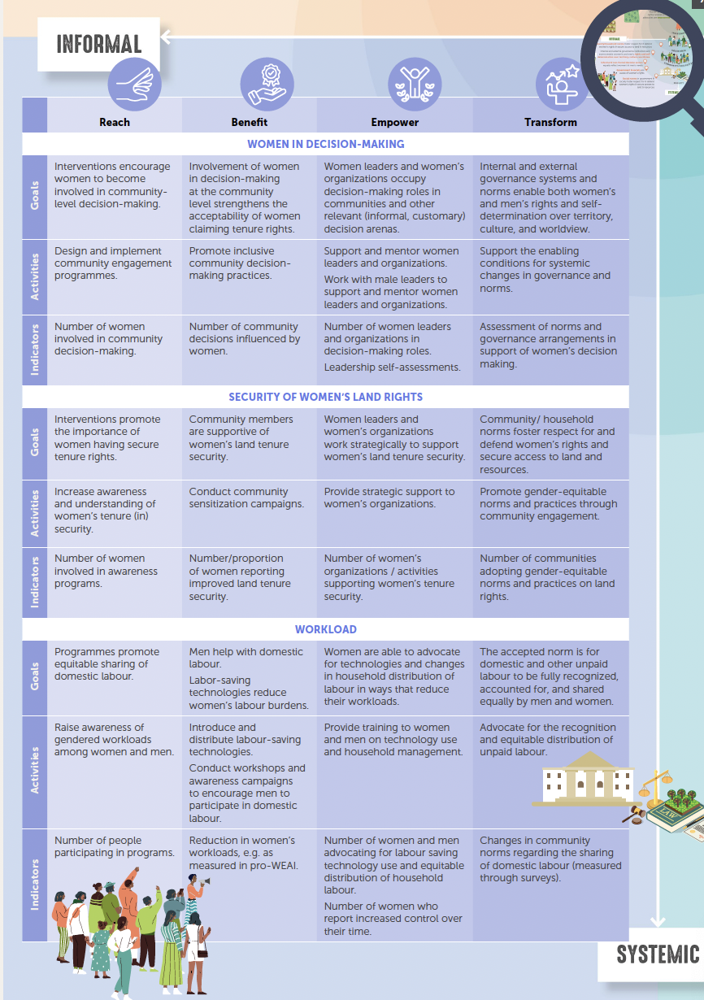 INFORMAL
Reach
Benefit
Empower
Transform
WOMEN IN DECISION-MAKING
Goals
Interventions encourage
women to become
involved in community-
level decision-making.
Involvement of women
in decision-making
at the community
level strengthens the
acceptability of women
claiming tenure rights.
Women leaders and women's
organizations occupy
decision-making roles in
communities and other
relevant (informal, customary)
decision arenas.
Internal and external
governance systems and
norms enable both women's
and men's rights and self-
determination over territory,
culture, and worldview.
Activities
Design and implement
community engagement
programmes.
Promote inclusive
community decision-
making practices.
Support and mentor women
leaders and organizations.
Work with male leaders to
support and mentor women
leaders and organizations.
Support the enabling
conditions for systemic
changes in governance and
norms.
Indicators
Number of women
involved in community
decision-making.
Number of community
decisions influenced by
women.
Number of women leaders
and organizations in
decision-making roles.
Leadership self-assessments.
Assessment of norms and
governance arrangements in
support of women's decision
making.
SECURITY OF WOMEN'S LAND RIGHTS
Goals
Interventions promote
the importance of
women having secure
tenure rights.
Community members
are supportive of
women's land tenure
security.
Women leaders and
women's organizations
work strategically to support
women's land tenure security.
Community/ household
norms foster respect for and
defend women's rights and
secure access to land and
resources.
Activities
Increase awareness
and understanding of
women's tenure (in)
security.
Conduct community
sensitization campaigns.
Provide strategic support to
women's organizations.
Promote gender-equitable
norms and practices through
community engagement.
Indicators
Number of women
involved in awareness
programs.
Number/proportion
of women reporting
improved land tenure
security.
Number of women's
organizations / activities
supporting women's tenure
security.
Number of communities
adopting gender-equitable
norms and practices on land
rights.
WORKLOAD
Goals
Programmes promote
equitable sharing of
domestic labour.
Men help with domestic
labour.
Labor-saving
technologies reduce
women's labour burdens.
Women are able to advocate
for technologies and changes
in household distribution of
labour in ways that reduce
their workloads.
The accepted norm is for
domestic and other unpaid
labour to be fully recognized,
accounted for, and shared
equally by men and women.
Activities
Raise awareness of
gendered workloads
among women and men.
Introduce and
distribute labour-saving
technologies.
Conduct workshops and
awareness campaigns
to encourage men to
participate in domestic
labour.
Provide training to women
and men on technology use
and household management.
Advocate for the recognition
and equitable distribution of
unpaid labour.
LAW
Indicators
Number of people
participating in programs.
Reduction in women's
workloads, e.g. as
measured in pro-WEAI.
Number of women and men
advocating for labour saving
technology use and equitable
distribution of household
labour.
Number of women who
report increased control over
their time.
Changes in community
norms regarding the sharing
of domestic labour (measured
through surveys).
SYSTEMIC